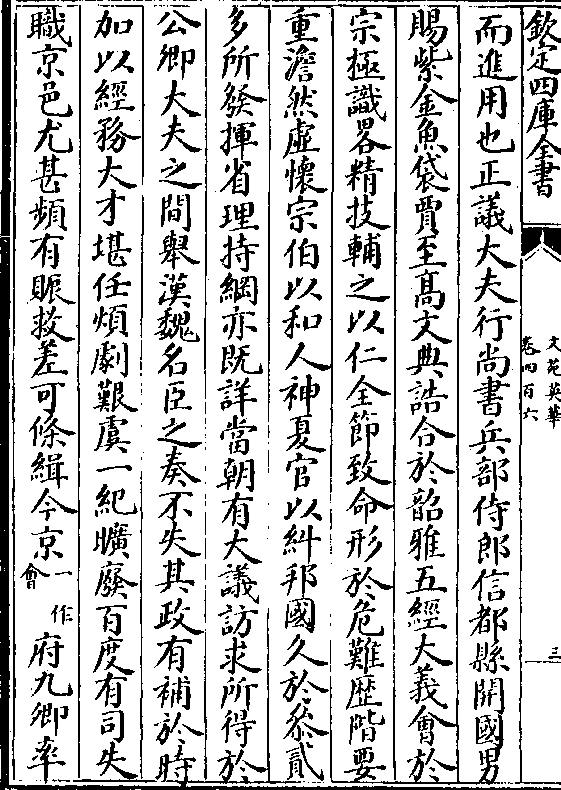 欽定四庫全書
文苑英華
卷四百六
三
而進用也正議大夫行尚書兵部侍郎信都縣開國男
賜紫金魚袋賈至高文典誥合於韶雅五經大義會於
宗極識畧精技輔之以仁全節致命形於危難歴階要
重澹然虛懷宗伯以和人神夏官以糾邦國久於叅貳
多所發揮省理持綱亦既詳當朝有大議訪求所得於
公卿大夫之間舉漢魏名臣之奏不失其政有補於時
加以經務大才堪任煩劇艱虞一紀曠廢百度有司失
職京邑尤甚頻有賑救差可條緝今京一作會府九卿率